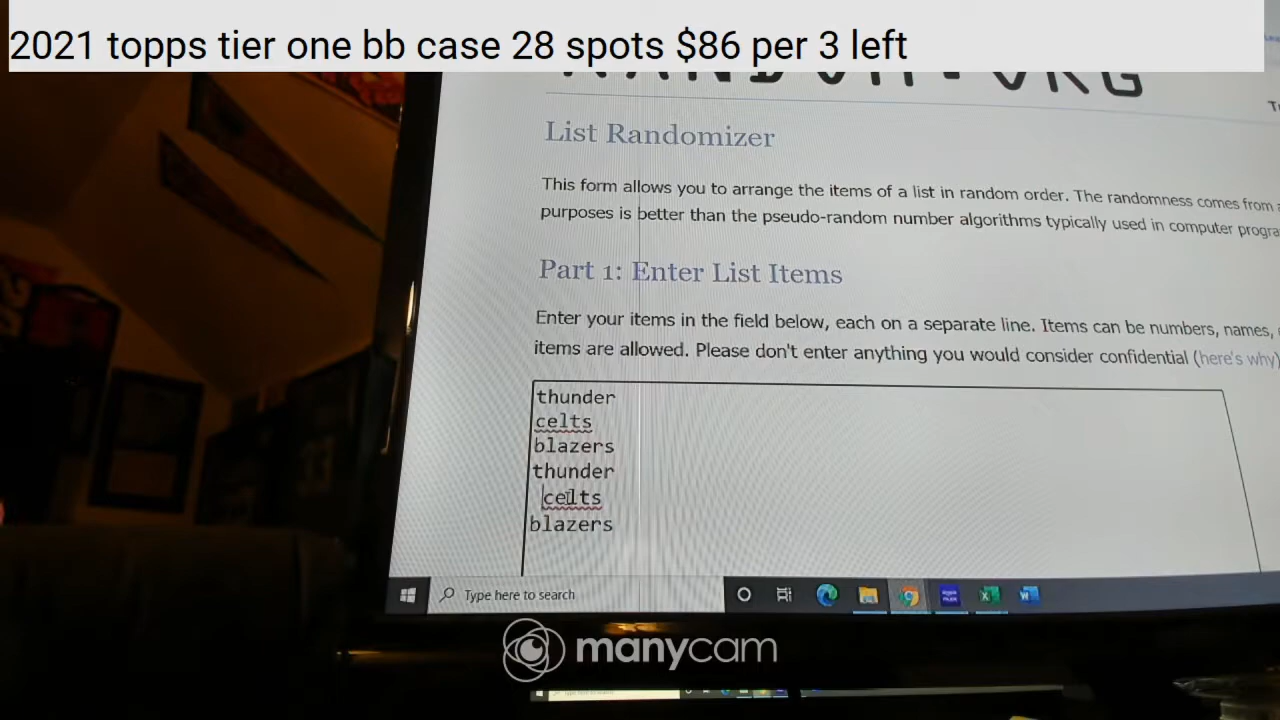 2021 topps tier one bb case 28 spots $86 per 3 left
List Randomizer
This form allows you to arrange the items of a list in random order. The randomness comes from
purposes is better than the pseudo-random number algorithms typically used in computer
Part 1: Enter List Items
Enter your items in the field below, each on a separate line. Items can be numbers, names,
items are allowed. Please don't enter anything you would consider confidential (here's why)
thunder
celts
blazers
thunder
celts
blazers
Type here to search
manycam